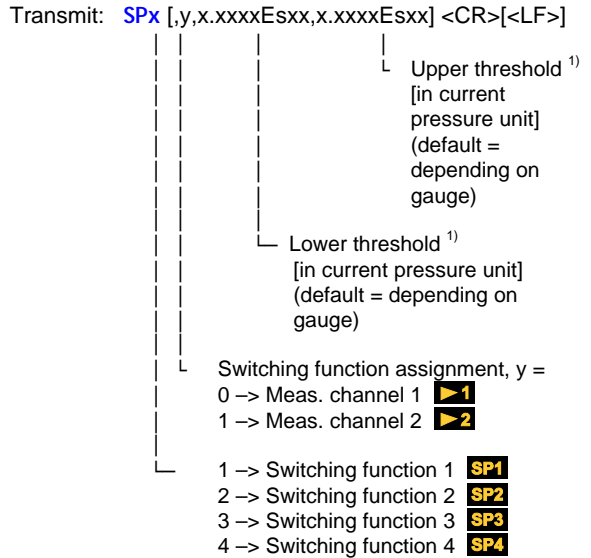 Transmit: SPx [,y,x.xxxxEsxx,x.xxxxEsxx] <CR>[<LF>]
Upper threshold 1)
[in current
pressure unit]
(default =
depending on
gauge)
Lower threshold 1)
[in current pressure unit]
(default = depending on
gauge)
Switching function assignment, y =
0 –> Meas. channel 1 ►1
1 –> Meas. channel 2 ►2
1 –> Switching function 1 SP1
2 –> Switching function 2 SP2
3 –> Switching function 3 SP3
4 –> Switching function 4 SP4